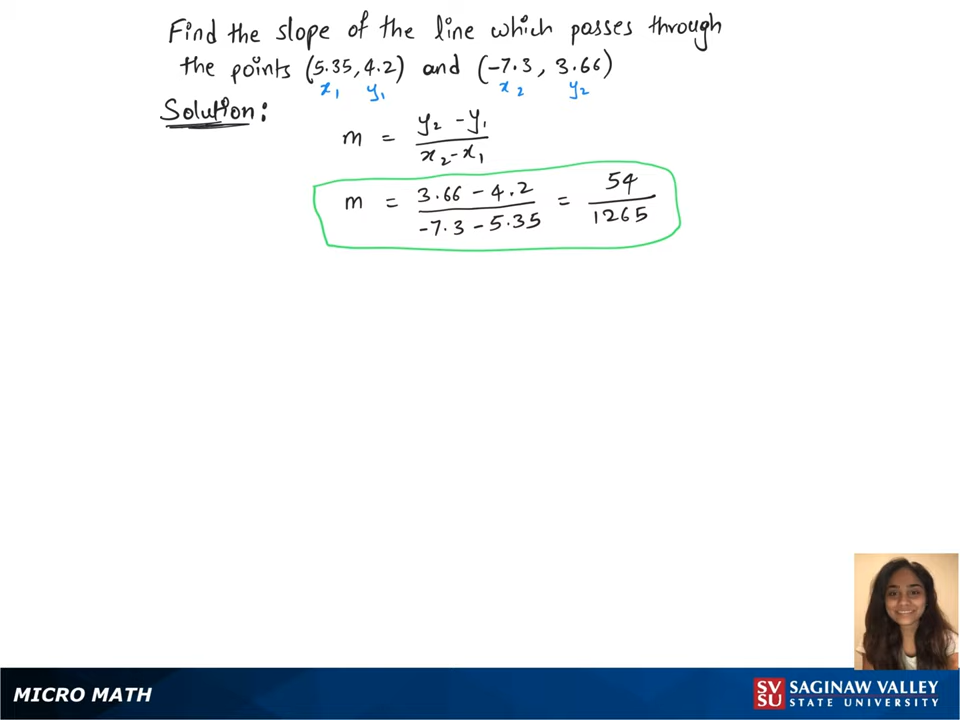 Find the slope of the line which passes through
the points (5.35, 4.2) and (-7.3, 3.66)
x₁ y₁ x₂ y₂
Solution:
m = y₂ - y₁ / x₂ - x₁
m = 3.66 - 4.2 / -7.3 - 5.35 = 54 / 1265
MICRO MATH
SV SU SAGINAW VALLEY
STATE UNIVERSITY